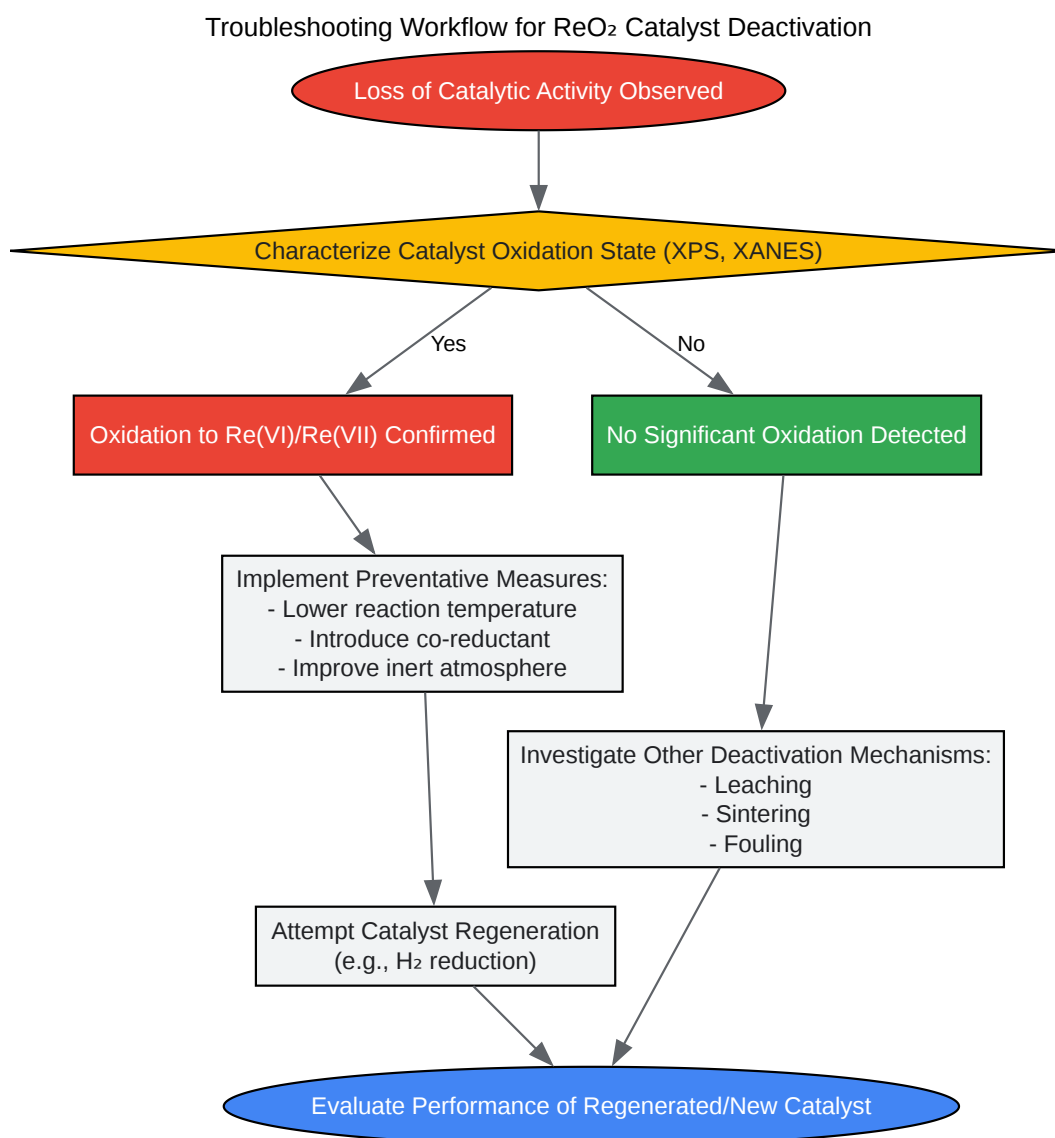 Troubleshooting Workflow for ReO₂ Catalyst Deactivation
Loss of Catalytic Activity Observed
Characterize Catalyst Oxidation State (XPS, XANES)
Yes
No
Oxidation to Re(VI)/Re(VII) Confirmed
No Significant Oxidation Detected
Implement Preventative Measures:
- Lower reaction temperature
- Introduce co-reductant
- Improve inert atmosphere
Investigate Other Deactivation Mechanisms:
- Leaching
- Sintering
- Fouling
Attempt Catalyst Regeneration
(e.g., H₂ reduction)
Evaluate Performance of Regenerated/New Catalyst